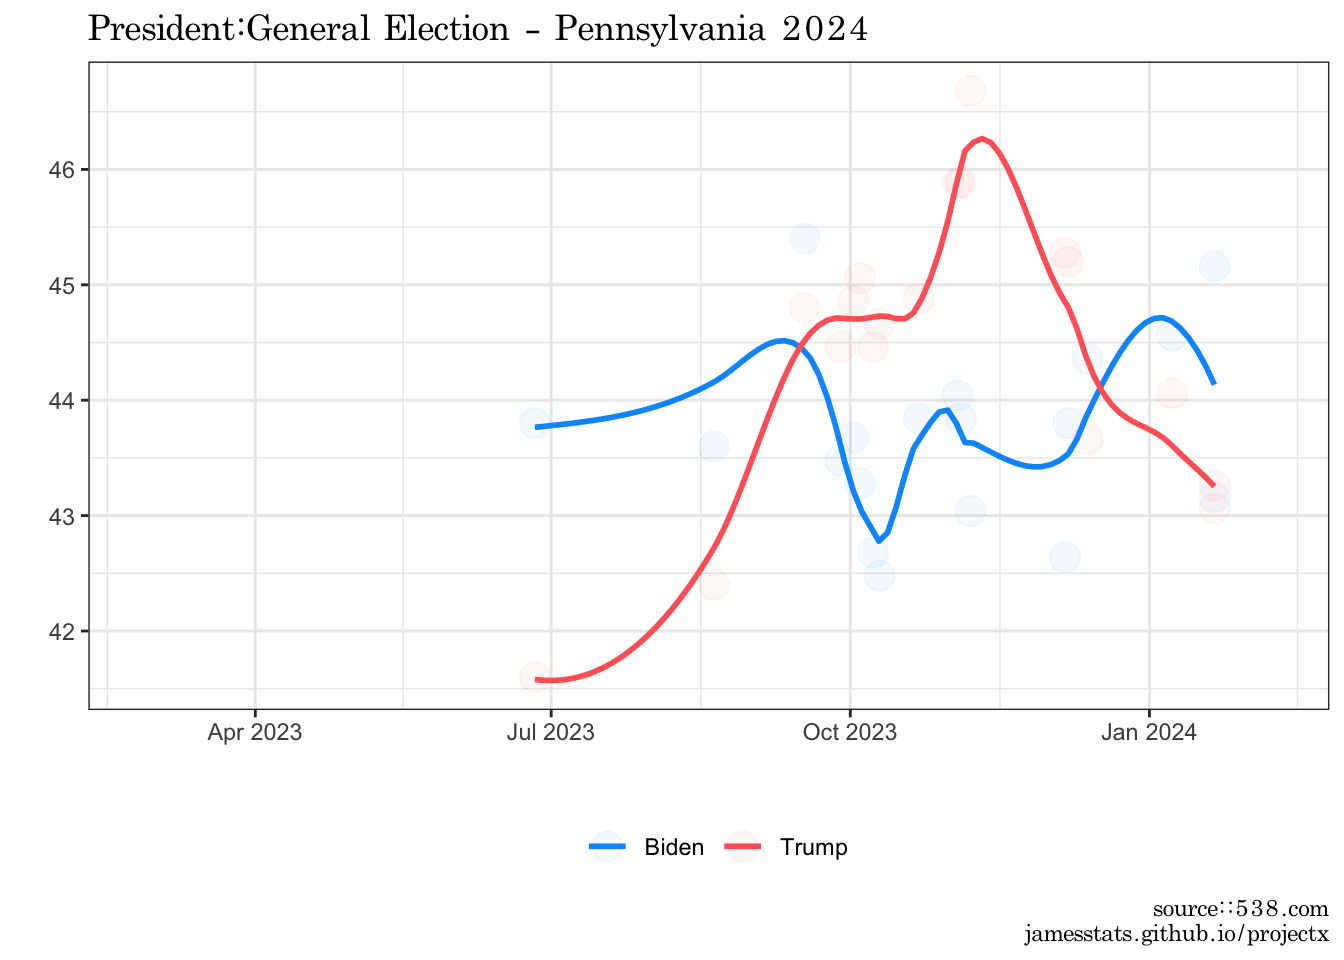 President:General Election - Pennsylvania 2024
46
45
44
43
42
Apr 2023
Jul 2023
Oct 2023
Jan 2024
Biden
Trump
source::538.com
jamesstats.github.io/projectx